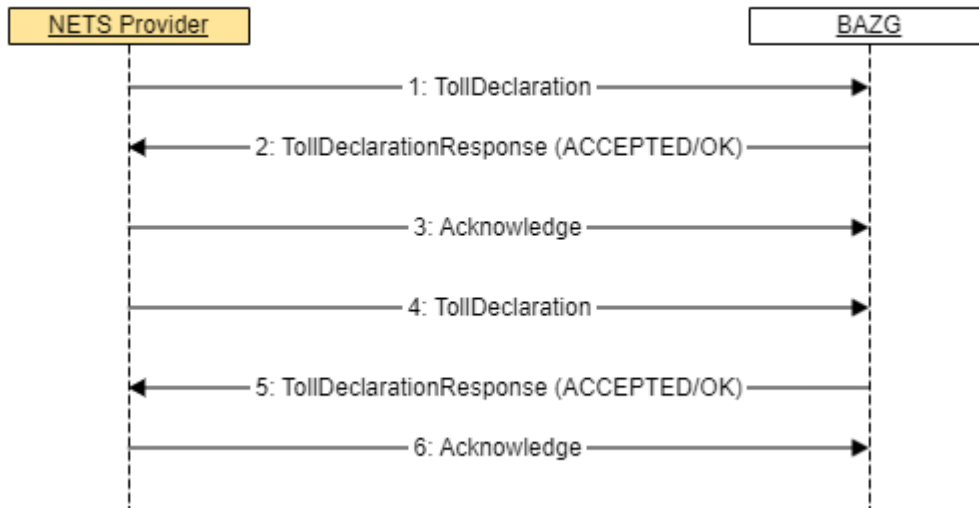 NETS Provider
BAZG
1: TollDeclaration
2: TollDeclarationResponse (ACCEPTED/OK)
3: Acknowledge
4: TollDeclaration
5: TollDeclarationResponse (ACCEPTED/OK)
6: Acknowledge